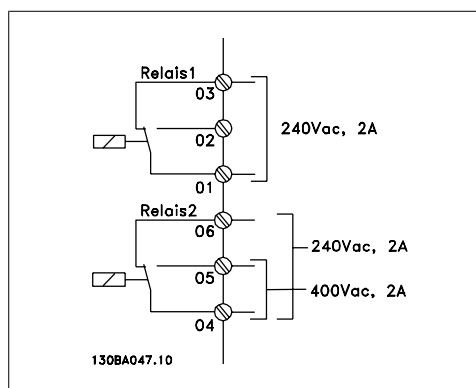 Relais1
03
02
240Vac, 2A
01
Relais2
06
240Vac, 2A
05
400Vac, 2A
04
130BA047.10